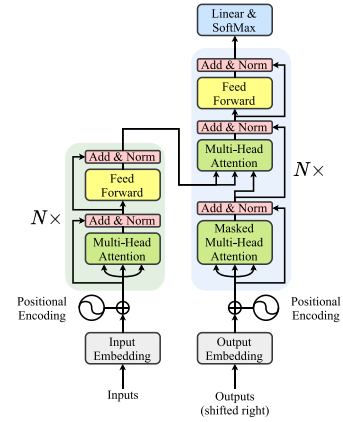 Linear &
SoftMax
Add & Norm
Feed
Forward
Add & Norm
Multi-Head
Attention
N×
Add & Norm
Masked
Multi-Head
Attention
Positional
Encoding
Output
Embedding
Outputs
(shifted right)
Add & Norm
Feed
Forward
N×
Add & Norm
Multi-Head
Attention
Positional
Encoding
Input
Embedding
Inputs